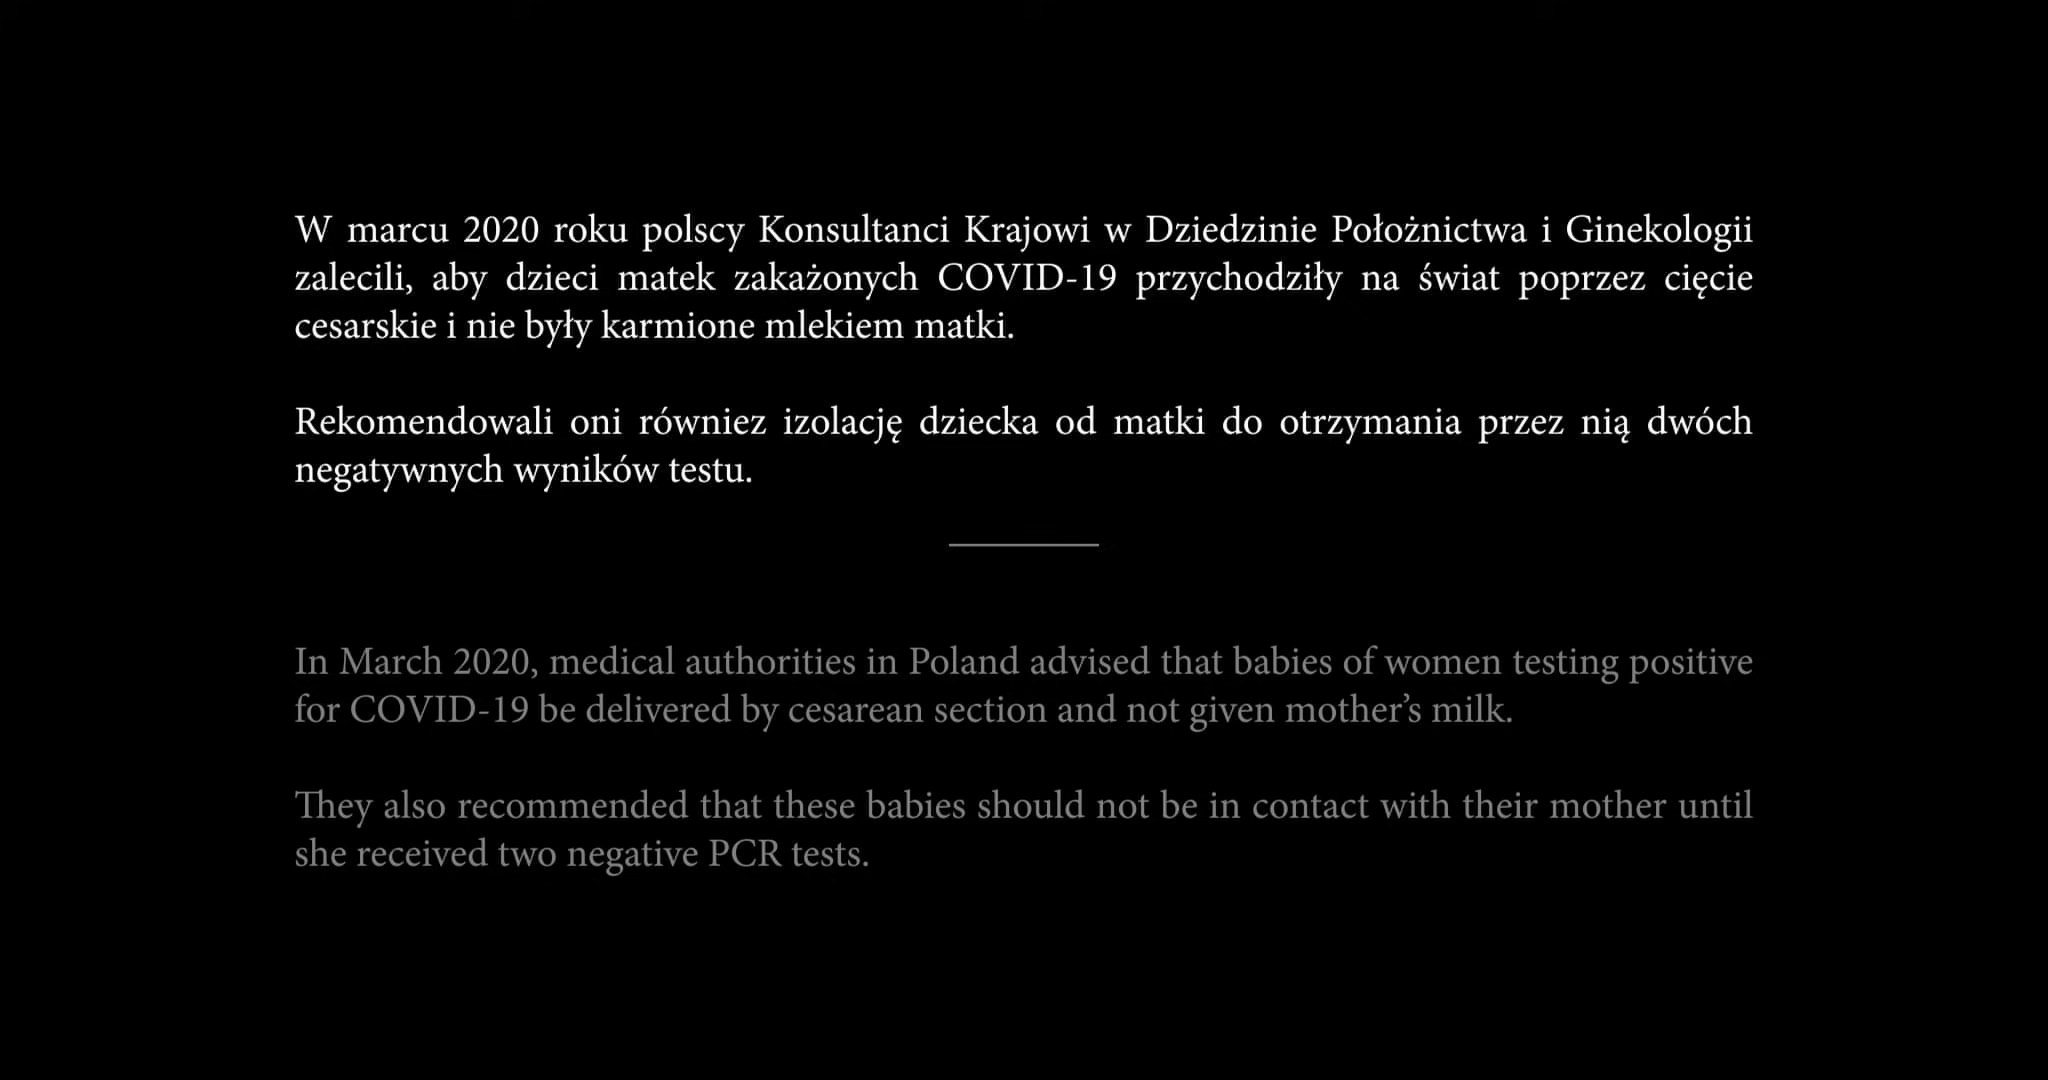 W marcu 2020 roku polscy Konsultanci Krajowi w Dziedzinie Położnictwa i Ginekologii
zalecili, aby dzieci matek zakażonych COVID-19 przychodziły na świat poprzez cięcie
cesarskie i nie były karmione mlekiem matki.
Rekomendowali oni równiez izolację dziecka od matki do otrzymania przez nią dwóch
negatywnych wyników testu.
In March 2020, medical authorities in Poland advised that babies of women testing positive
for COVID-19 be delivered by cesarean section and not given mother’s milk.
They also recommended that these babies should not be in contact with their mother until
she received two negative PCR tests.